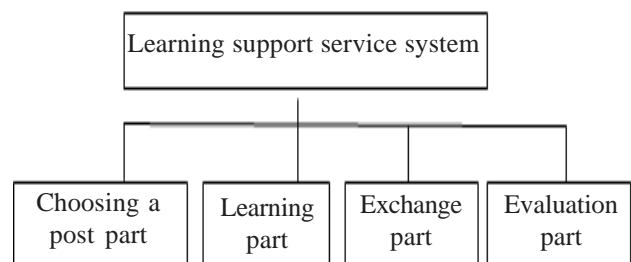 Learning support service system
Choosing a
post part
Learning
part
Exchange
part
Evaluation
part